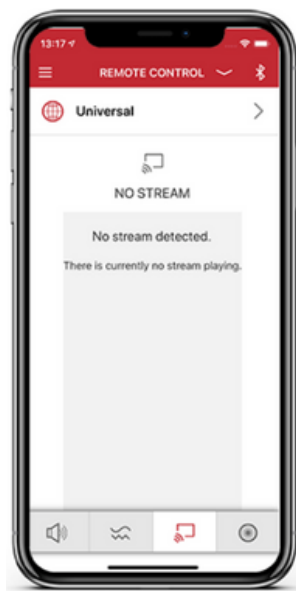 13:17
REMOTE CONTROL
Universal
NO STREAM
No stream detected.
There is currently no stream playing.